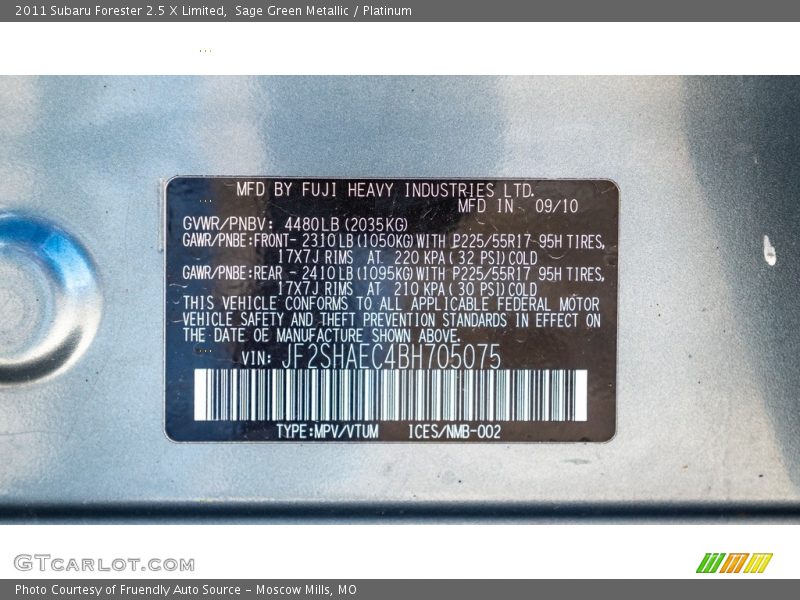 2011 Subaru Forester 2.5 X Limited, Sage Green Metallic / Platinum
MFD BY FUJI HEAVY INDUSTRIES LTD.
MFD IN 09/10
GVWR/PNBV: 4480LB(2035KG)
GAWR/PNBE:FRONT- 2310LB(1050KG)WITH P225/55R17 95H TIRES,
17X7J RIMS AT 220 KPA(32 PSI)COLD
GAWR/PNBE:REAR - 2410LB(1095KG)WITH P225/55R17 95H TIRES,
17X7J RIMS AT 210 KPA(30 PSI)COLD
THIS VEHICLE CONFORMS TO ALL APPLICABLE FEDERAL MOTOR
VEHICLE SAFETY AND THEFT PREVENTION STANDARDS IN EFFECT ON
THE DATE OF MANUFACTURE SHOWN ABOVE.
VIN: JF2SHAEC4BH705075
TYPE:MPV/VTUM ICES/NMB-002
GTCARLOT.COM
Photo Courtesy of Fruendly Auto Source - Moscow Mills, MO